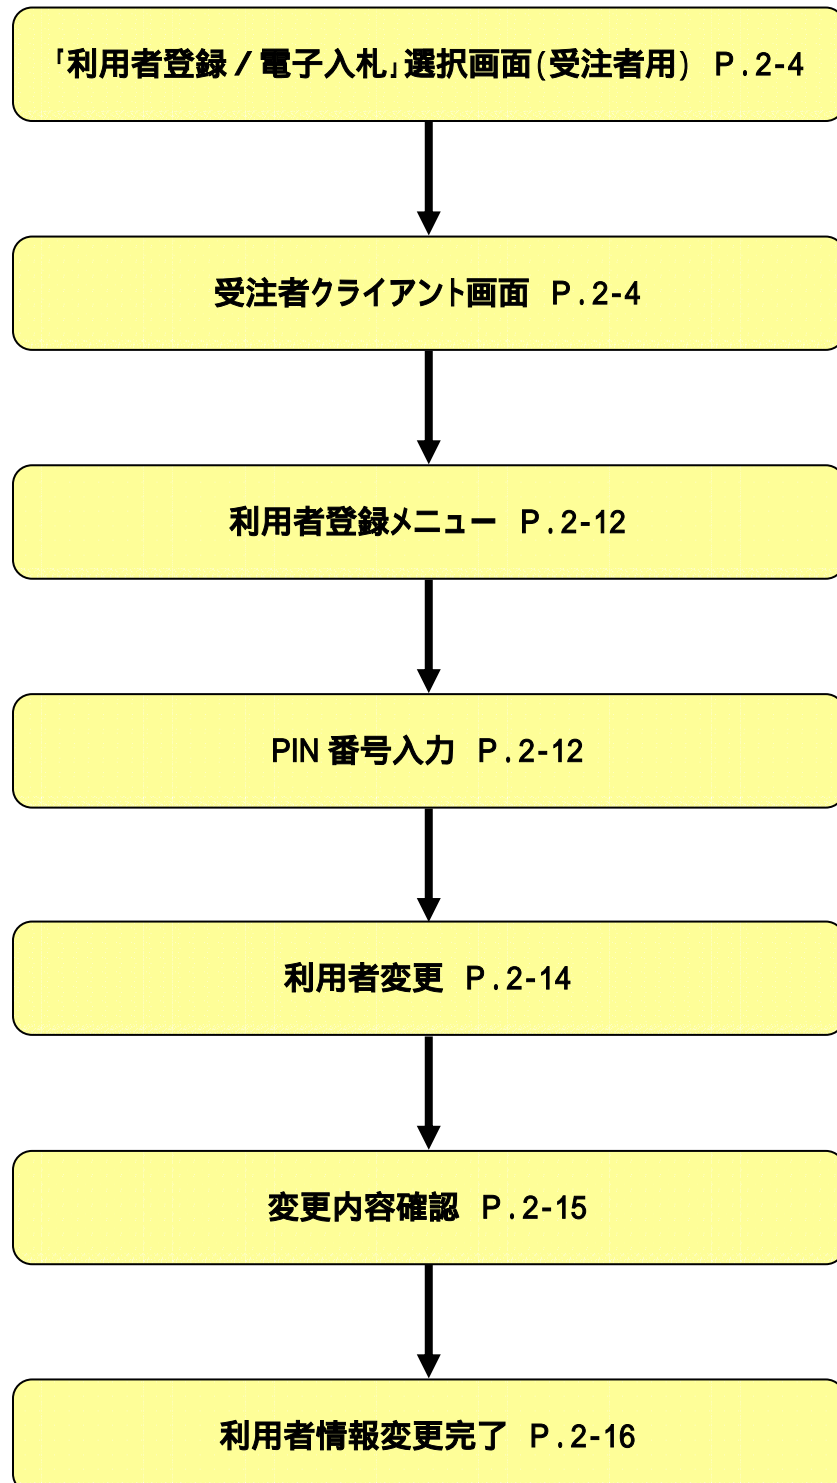 「利用者登録／電子入札」選択画面(受注者用) P.2-4
受注者クライアント画面 P.2-4
利用者登録メニュー P.2-12
PIN 番号入力 P.2-12
利用者変更 P.2-14
変更内容確認 P.2-15
利用者情報変更完了 P.2-16